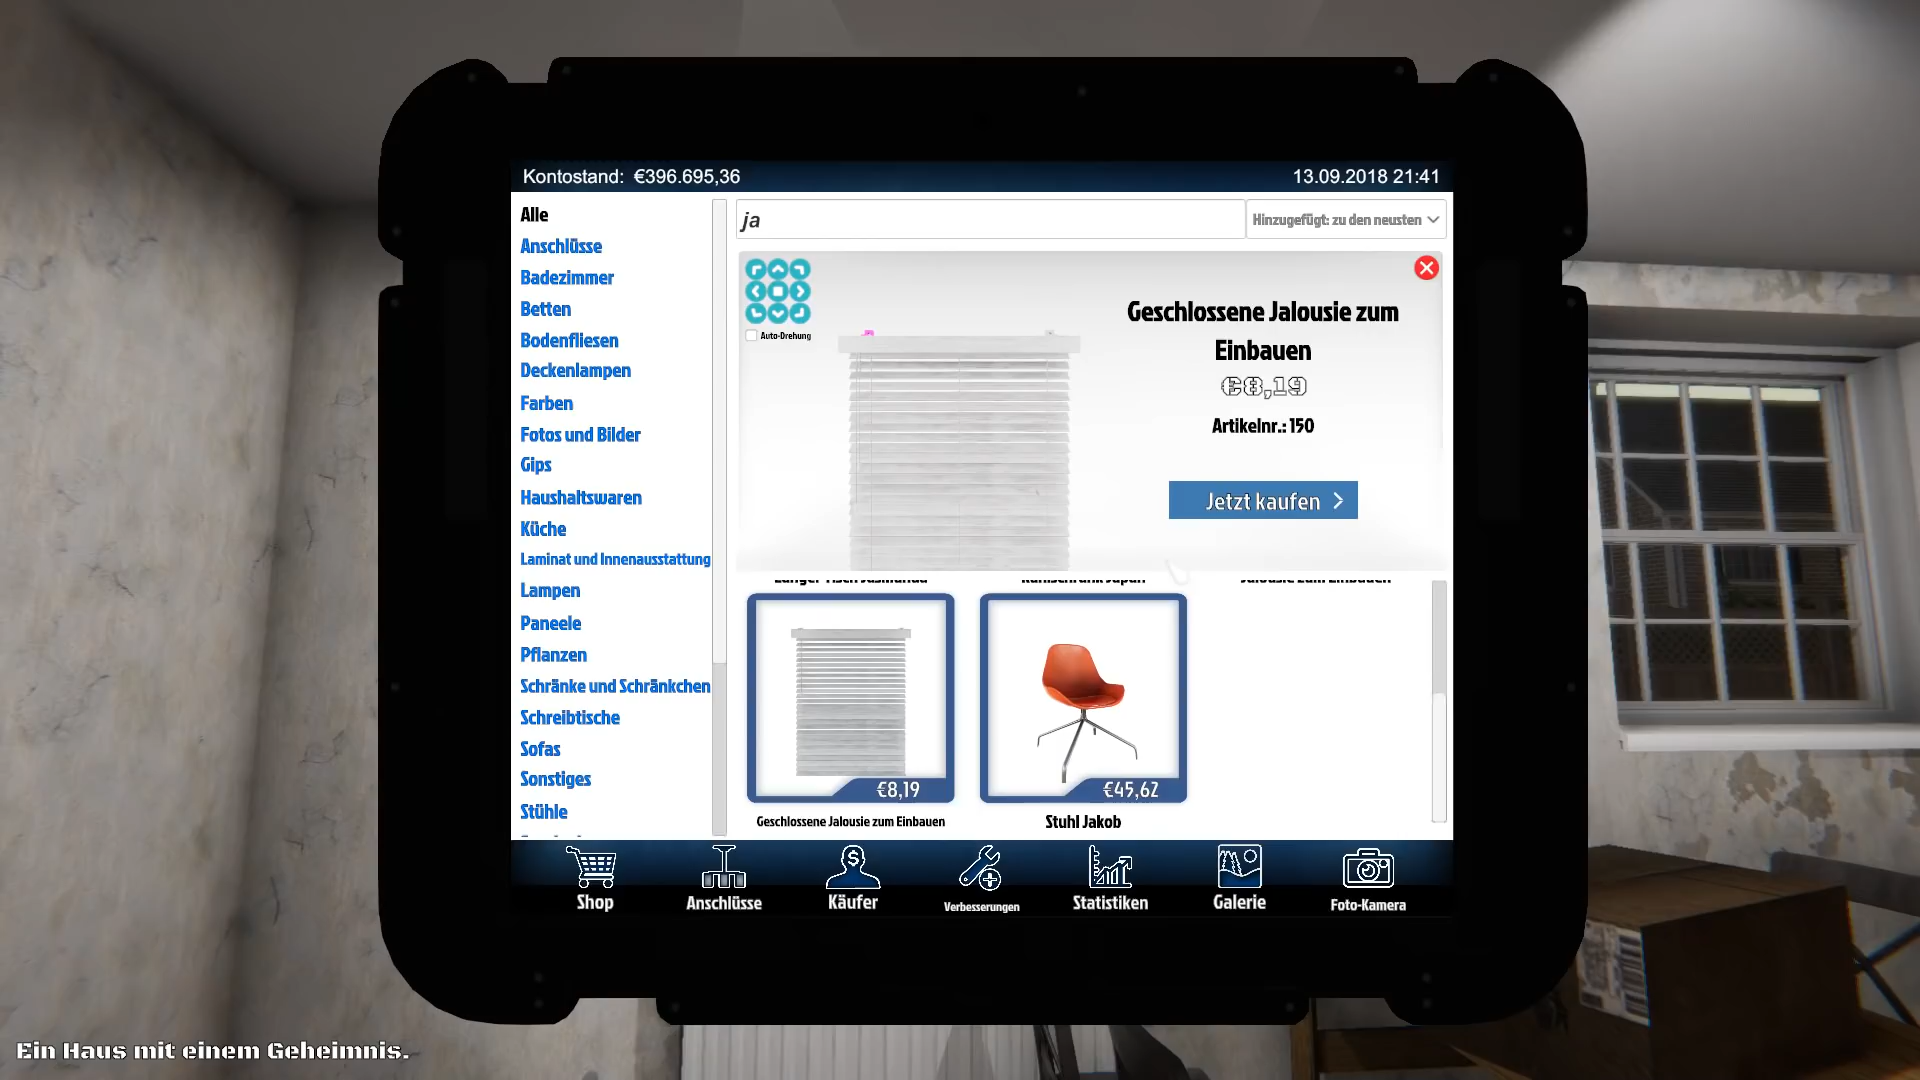 Kontostand: €396.695,36
13.09.2018 21:41
Alle
Anschlüsse
Badezimmer
Betten
Bodenfliesen
Deckenlampen
Farben
Fotos und Bilder
Gips
Haushaltswaren
Küche
Laminat und Innenausstattung
Lampen
Paneele
Pflanzen
Schränke und Schränkchen
Schreibtische
Sofas
Sonstiges
Stühle
ja
Hinzugefügt: zu den neusten
Auto-Drehung
Geschlossene Jalousie zum
Einbauen
€8,19
Artikelnr.: 150
Jetzt kaufen
Jalousie zum Einbauen
€8,19
€45,62
Geschlossene Jalousie zum Einbauen
Stuhl Jakob
Shop
Anschlüsse
Käufer
Verbesserungen
Statistiken
Galerie
Foto-Kamera
Ein Haus mit einem Geheimnis.